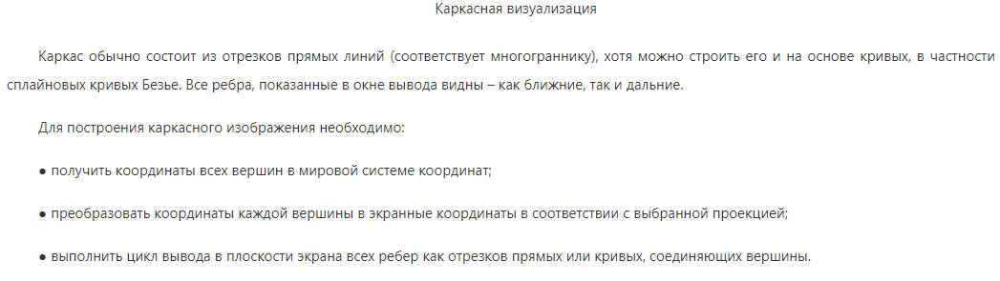 Каркасная визуализация
Каркас обычно состоит из отрезков прямых линий (соответствует многограннику), хотя можно строить его и на основе кривых, в частности
сплайновых кривых Безье. Все ребра, показанные в окне вывода видны – как ближние, так и дальние.
Для построения каркасного изображения необходимо:
● получить координаты всех вершин в мировой системе координат;
● преобразовать координаты каждой вершины в экранные координаты в соответствии с выбранной проекцией;
● выполнить цикл вывода в плоскости экрана всех ребер как отрезков прямых или кривых, соединяющих вершины.